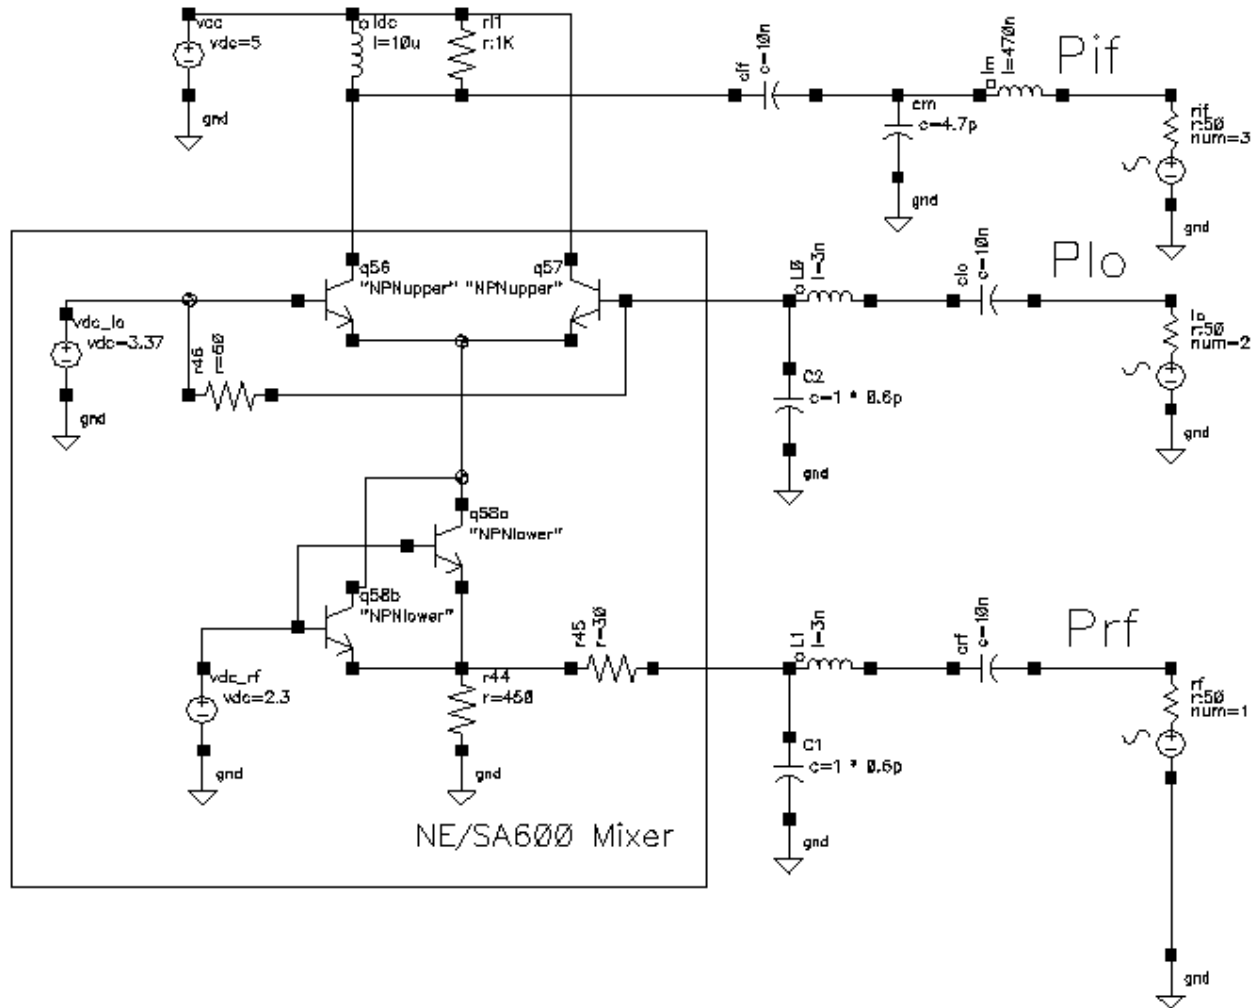 vcc
vdc=5
gnd
ldc
l=10u
rl1
r:1K
cif
c=10n
lm
l=470n
Pif
cm
c=4.7p
gnd
rif
r:50
num=3
gnd
q56
"NPNupper"
q57
"NPNupper"
vdc_lo
vdc=3.37
gnd
r46
r=60
L0
l=3n
clo
c=10n
Plo
lo
r:50
num=2
gnd
C2
c=1 * 0.6p
gnd
q58a
"NPNlower"
q58b
"NPNlower"
vdc_rf
vdc=2.3
gnd
r44
r=450
gnd
r45
r=30
L1
l=3n
crf
c=10n
Prf
rf
r:50
num=1
C1
c=1 * 0.6p
gnd
NE/SA600 Mixer
gnd